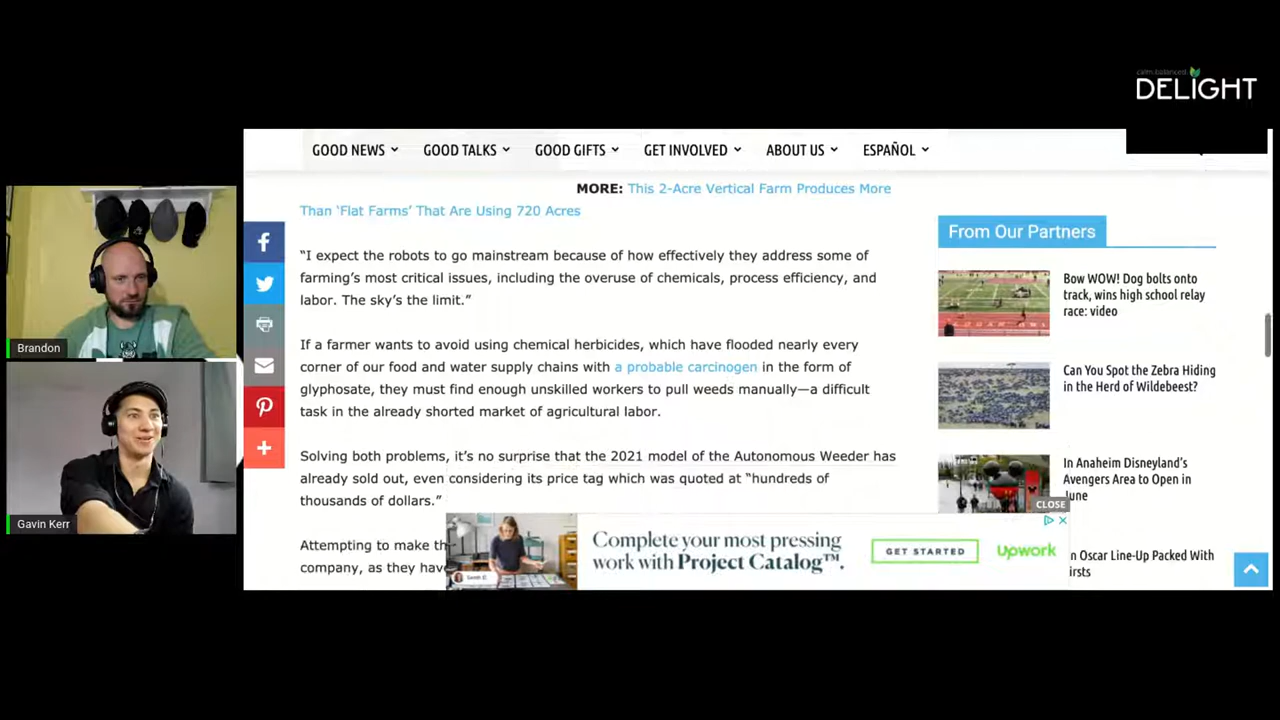 calm.balanced.
DELIGHT
GOOD NEWS
GOOD TALKS
GOOD GIFTS
GET INVOLVED
ABOUT US
ESPAÑOL
MORE: This 2-Acre Vertical Farm Produces More
Than ‘Flat Farms’ That Are Using 720 Acres
“I expect the robots to go mainstream because of how effectively they address some of
farming’s most critical issues, including the overuse of chemicals, process efficiency, and
labor. The sky’s the limit.”
If a farmer wants to avoid using chemical herbicides, which have flooded nearly every
corner of our food and water supply chains with a probable carcinogen in the form of
glyphosate, they must find enough unskilled workers to pull weeds manually—a difficult
task in the already shorted market of agricultural labor.
Solving both problems, it’s no surprise that the 2021 model of the Autonomous Weeder has
already sold out, even considering its price tag which was quoted at “hundreds of
thousands of dollars.”
Attempting to make th
company, as they have
From Our Partners
Bow WOW! Dog bolts onto
track, wins high school relay
race: video
Can You Spot the Zebra Hiding
in the Herd of Wildebeest?
In Anaheim Disneyland’s
Avengers Area to Open in
June
n Oscar Line-Up Packed With
irsts
CLOSE
Complete your most pressing
work with Project Catalog™.
GET STARTED
Upwork
Sarah D.
Brandon
Gavin Kerr